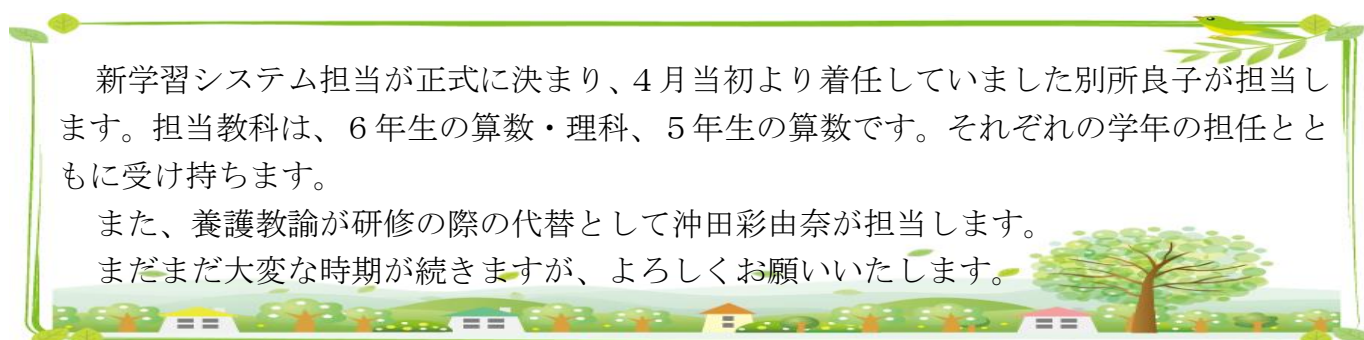 新学習システム担当が正式に決まり、4月当初より着任していました別所良子が担当し
ます。担当教科は、６年生の算数・理科、５年生の算数です。それぞれの学年の担任とと
もに受け持ちます。
　また、養護教諭が研修の際の代替として沖田彩由奈が担当します。
　まだまだ大変な時期が続きますが、よろしくお願いいたします。